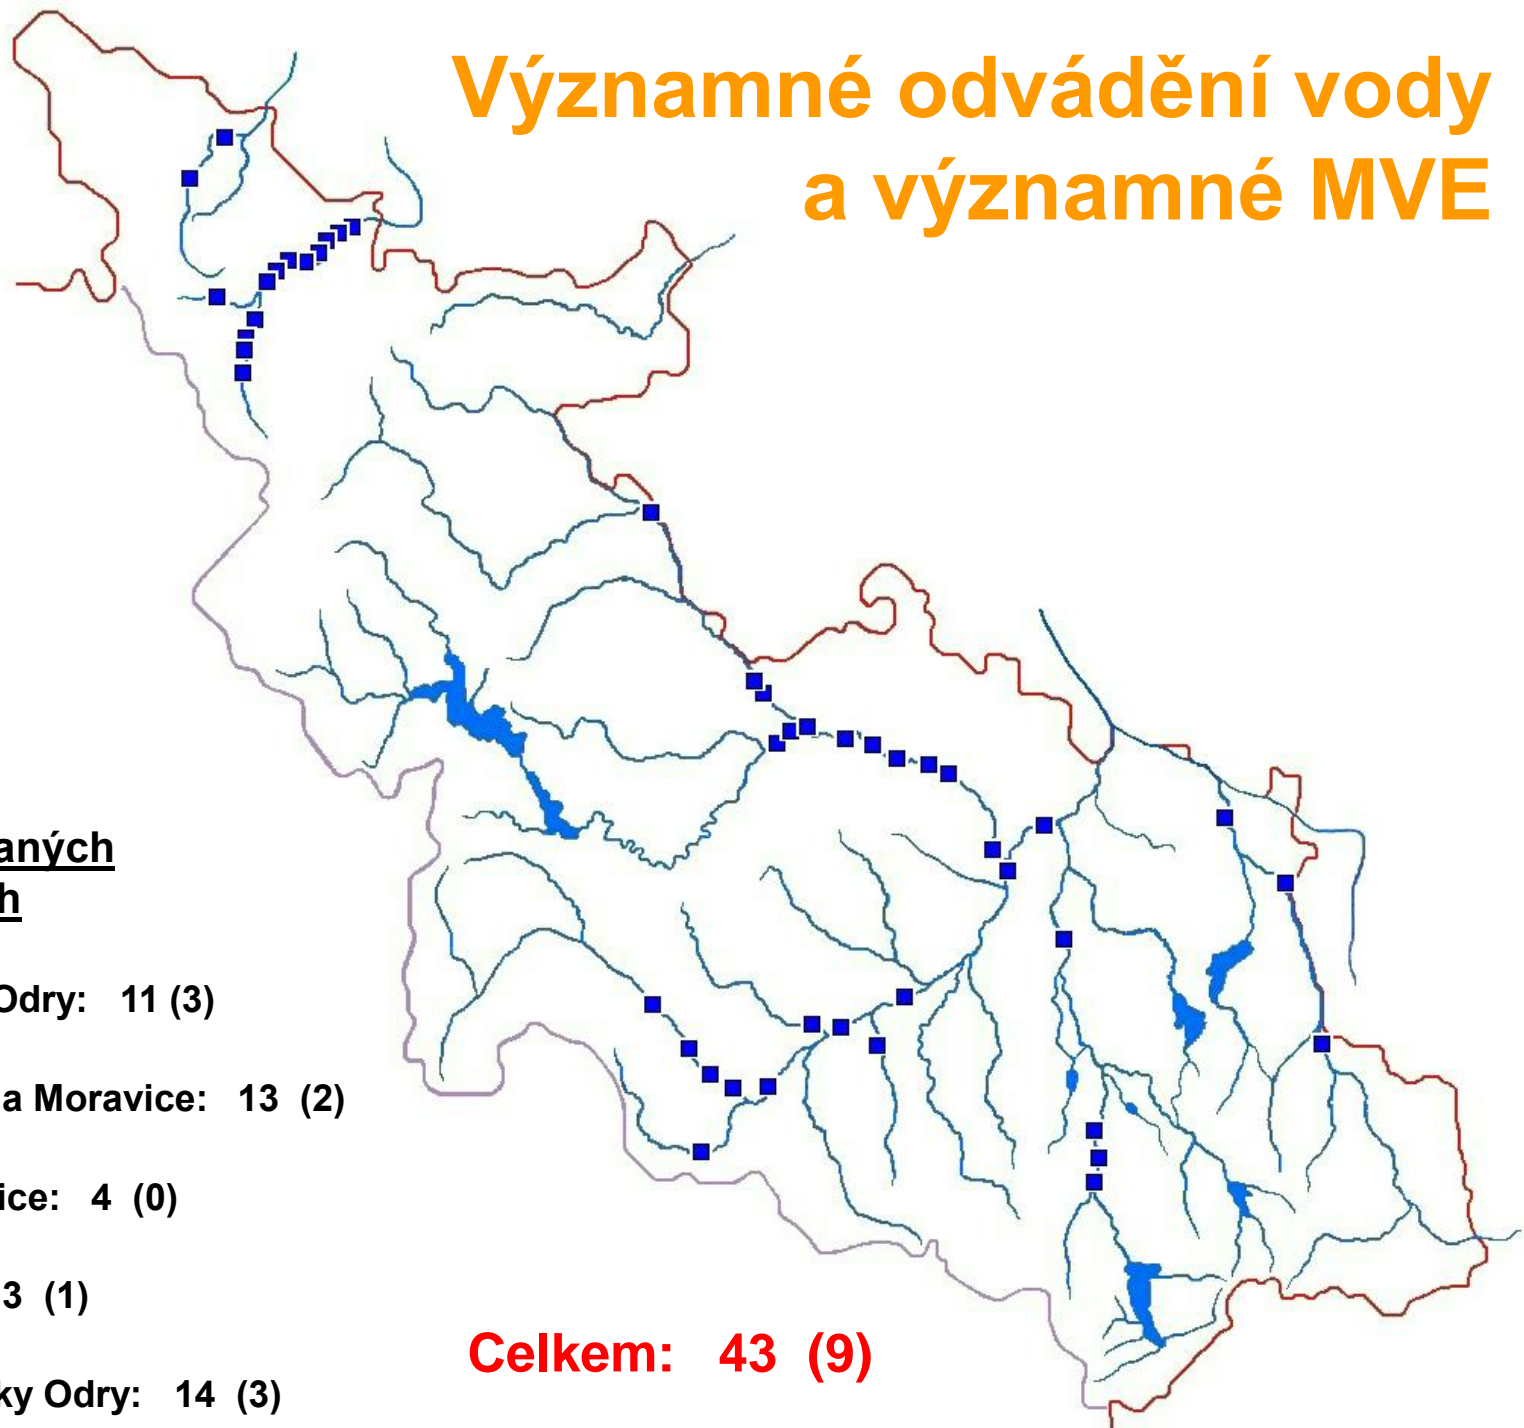 Významné odvádění vody
a významné MVE
aných
h
Odry: 11 (3)
a Moravice: 13 (2)
ice: 4 (0)
3 (1)
ky Odry: 14 (3)
Celkem: 43 (9)